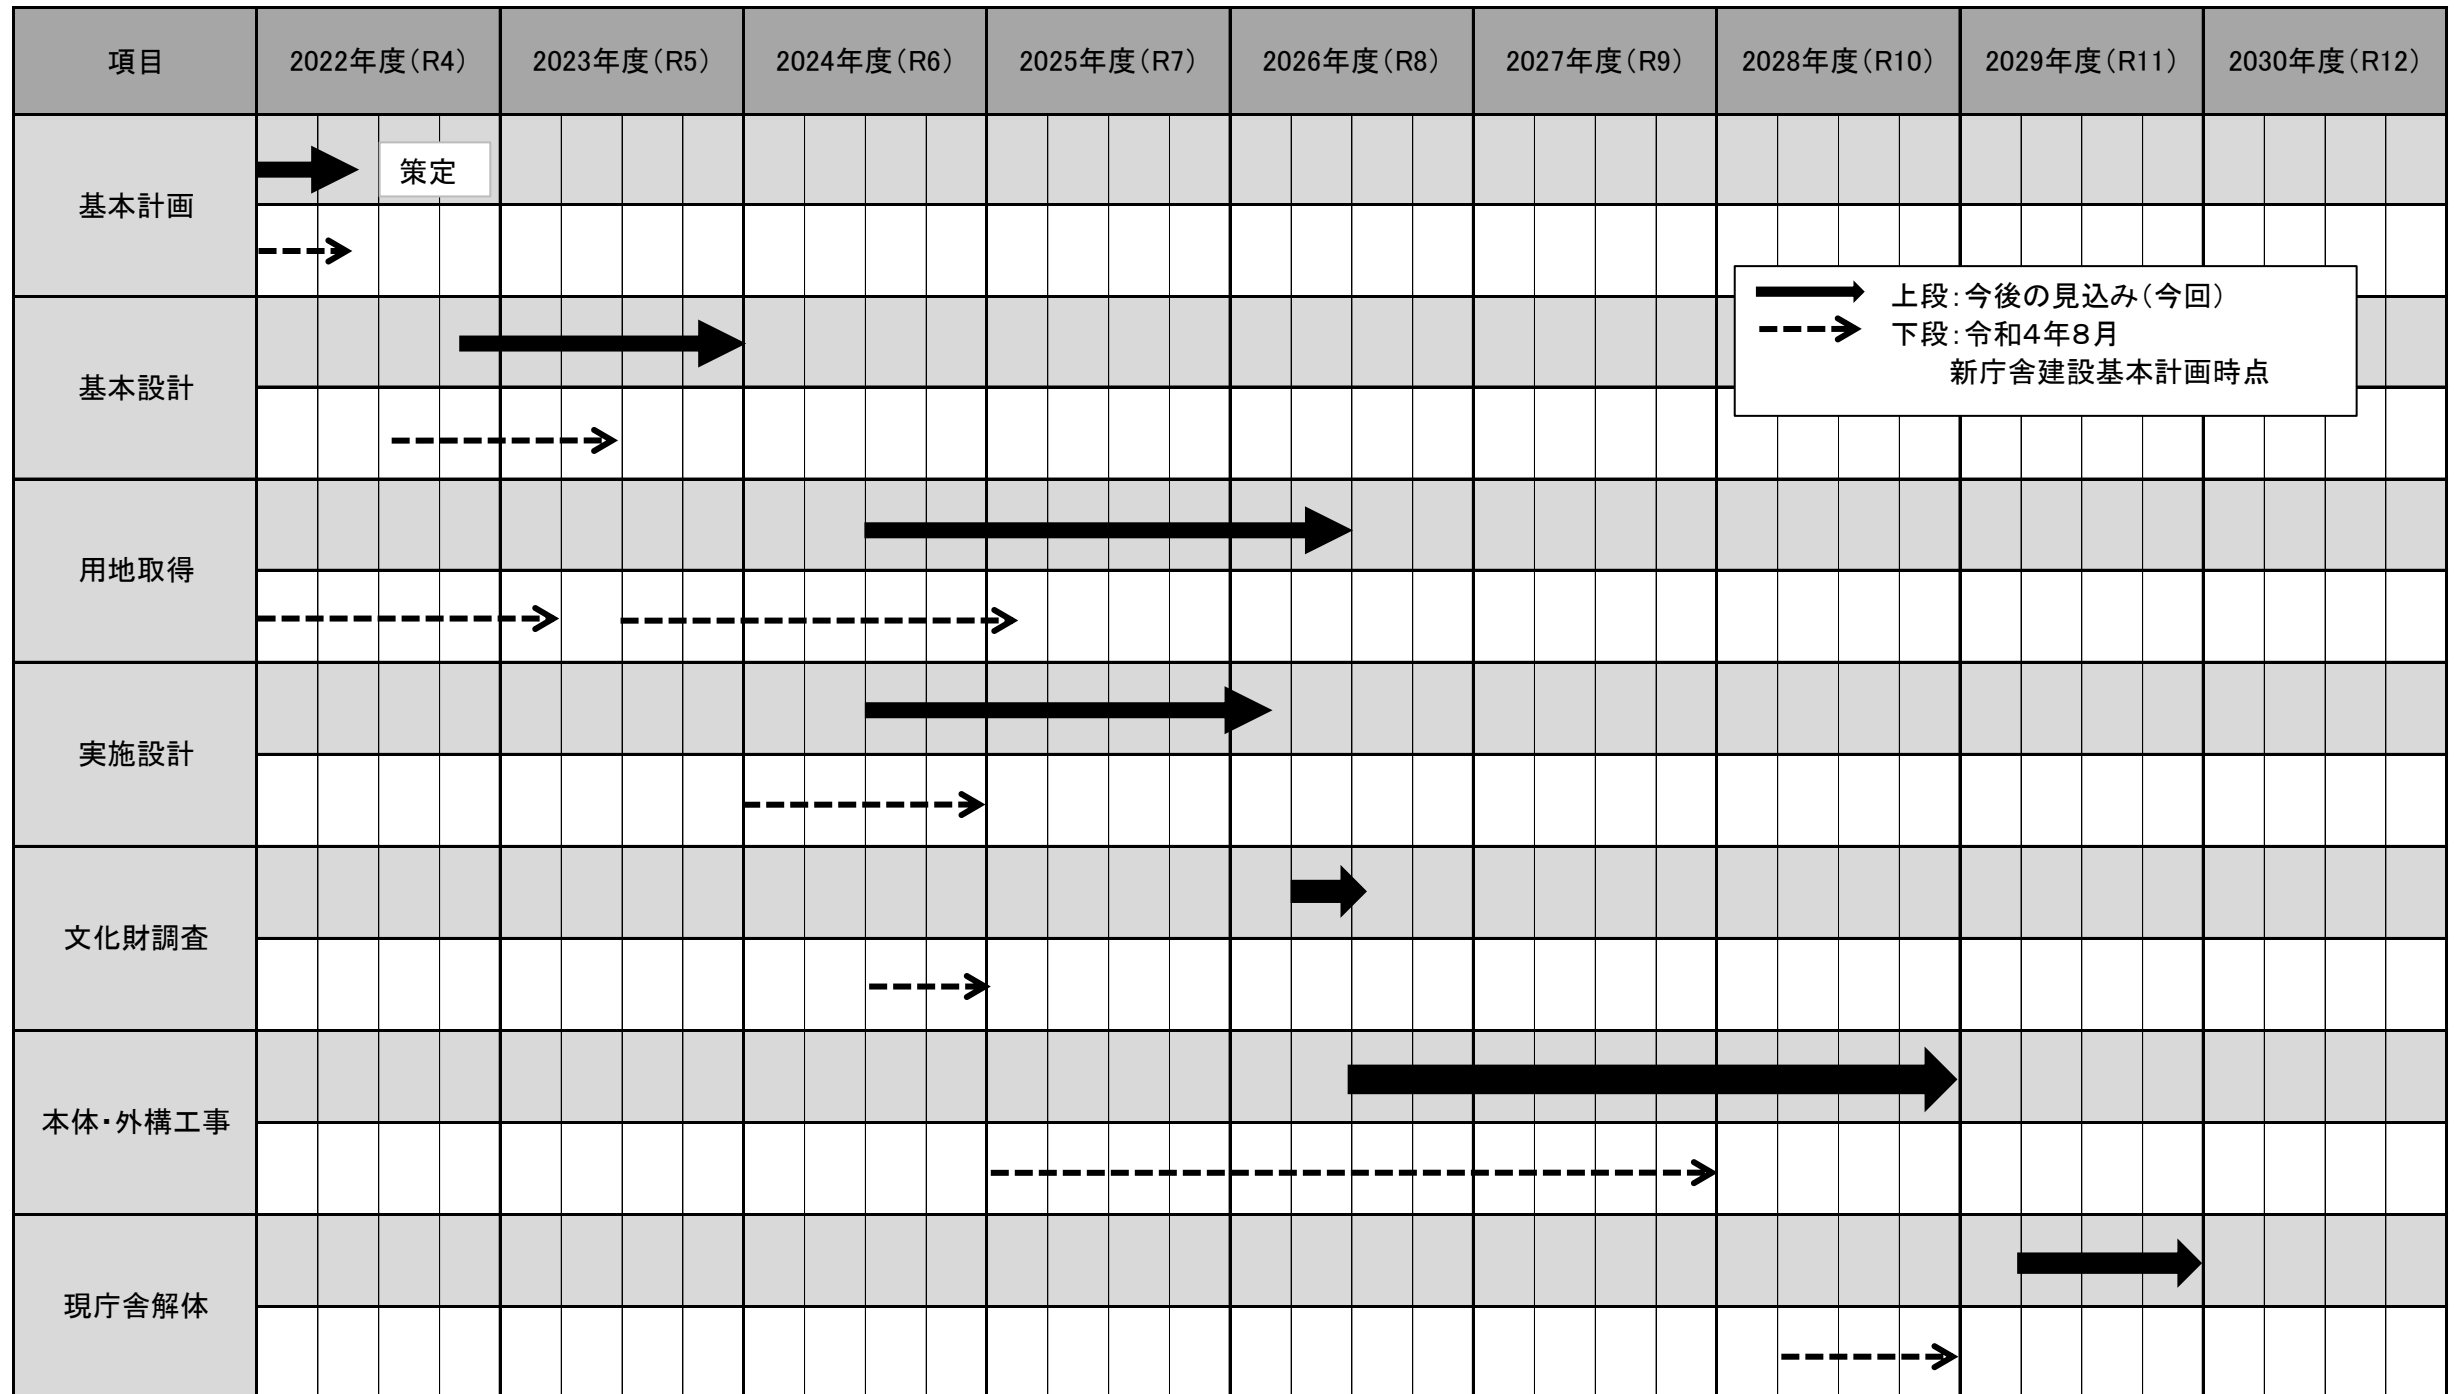 項目
2022年度(R4)
2023年度(R5)
2024年度(R6)
2025年度(R7)
2026年度(R8)
2027年度(R9)
2028年度(R10)
2029年度(R11)
2030年度(R12)
基本計画
策定
上段:今後の見込み(今回)
下段:令和4年8月
新庁舎建設基本計画時点
基本設計
用地取得
実施設計
文化財調査
本体・外構工事
現庁舎解体